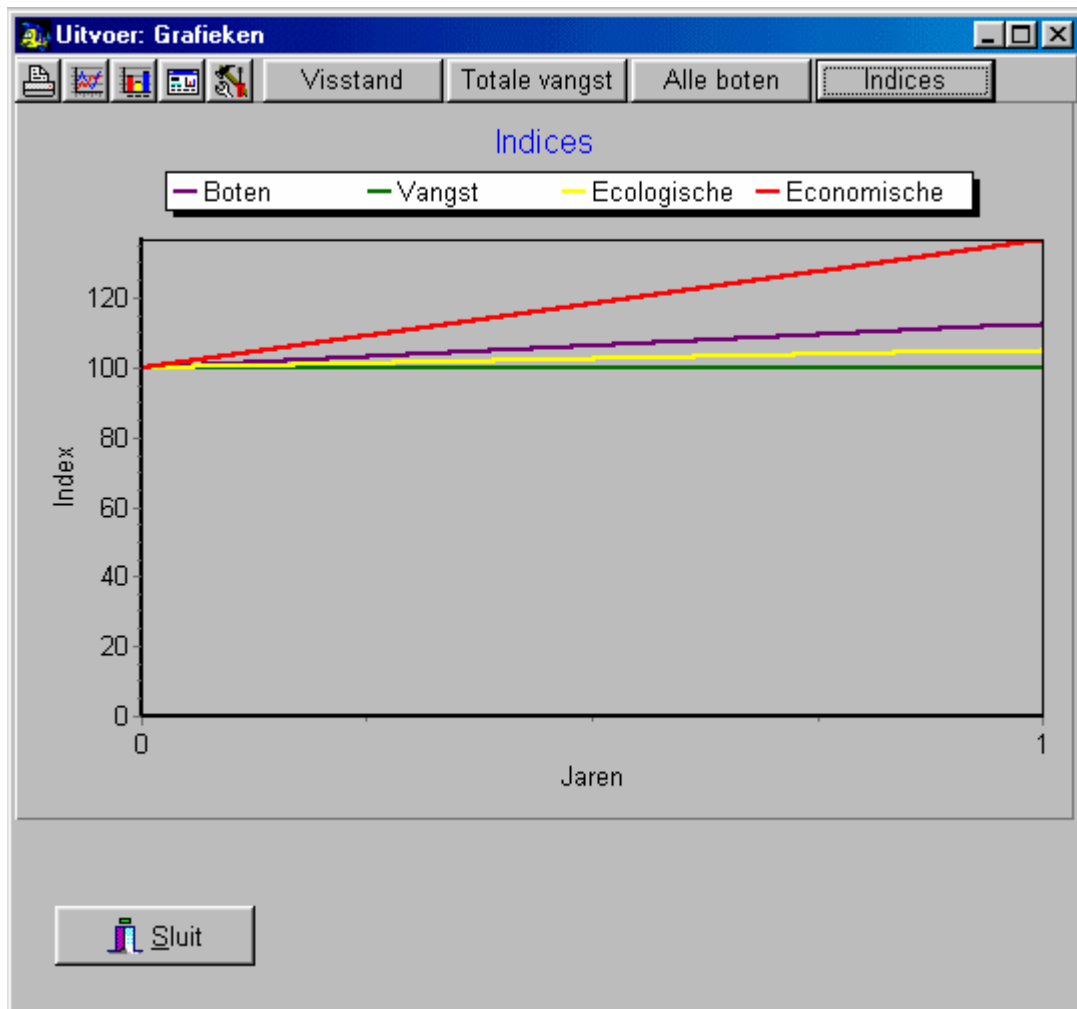 Uitvoer: Grafieken
Visstand Totale vangst Alle boten Indices
Indices
Boten Vangst Ecologische Economische
120
100
80
60
40
20
0
Index
0 1
Jaren
Sluit